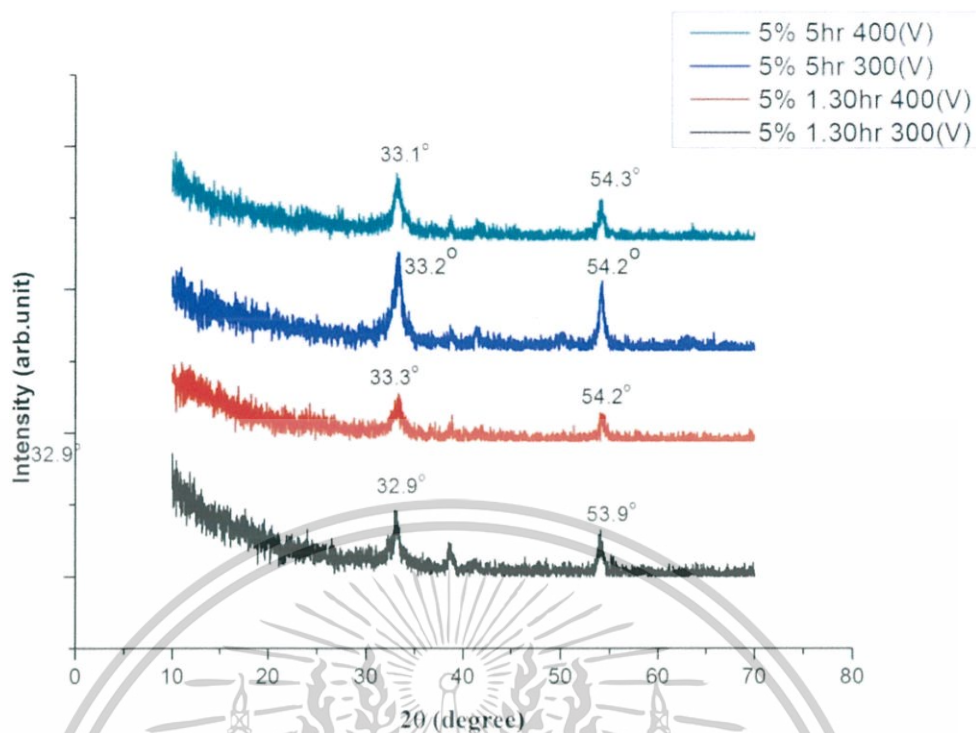 5% 5hr 400(V)
5% 5hr 300(V)
5% 1.30hr 400(V)
5% 1.30hr 300(V)
33.1°
54.3°
33.2°
54.2°
33.3°
54.2°
32.9°
32.9°
53.9°
Intensity (arb.unit)
0 10 20 30 40 50 60 70 80
2θ (degree)